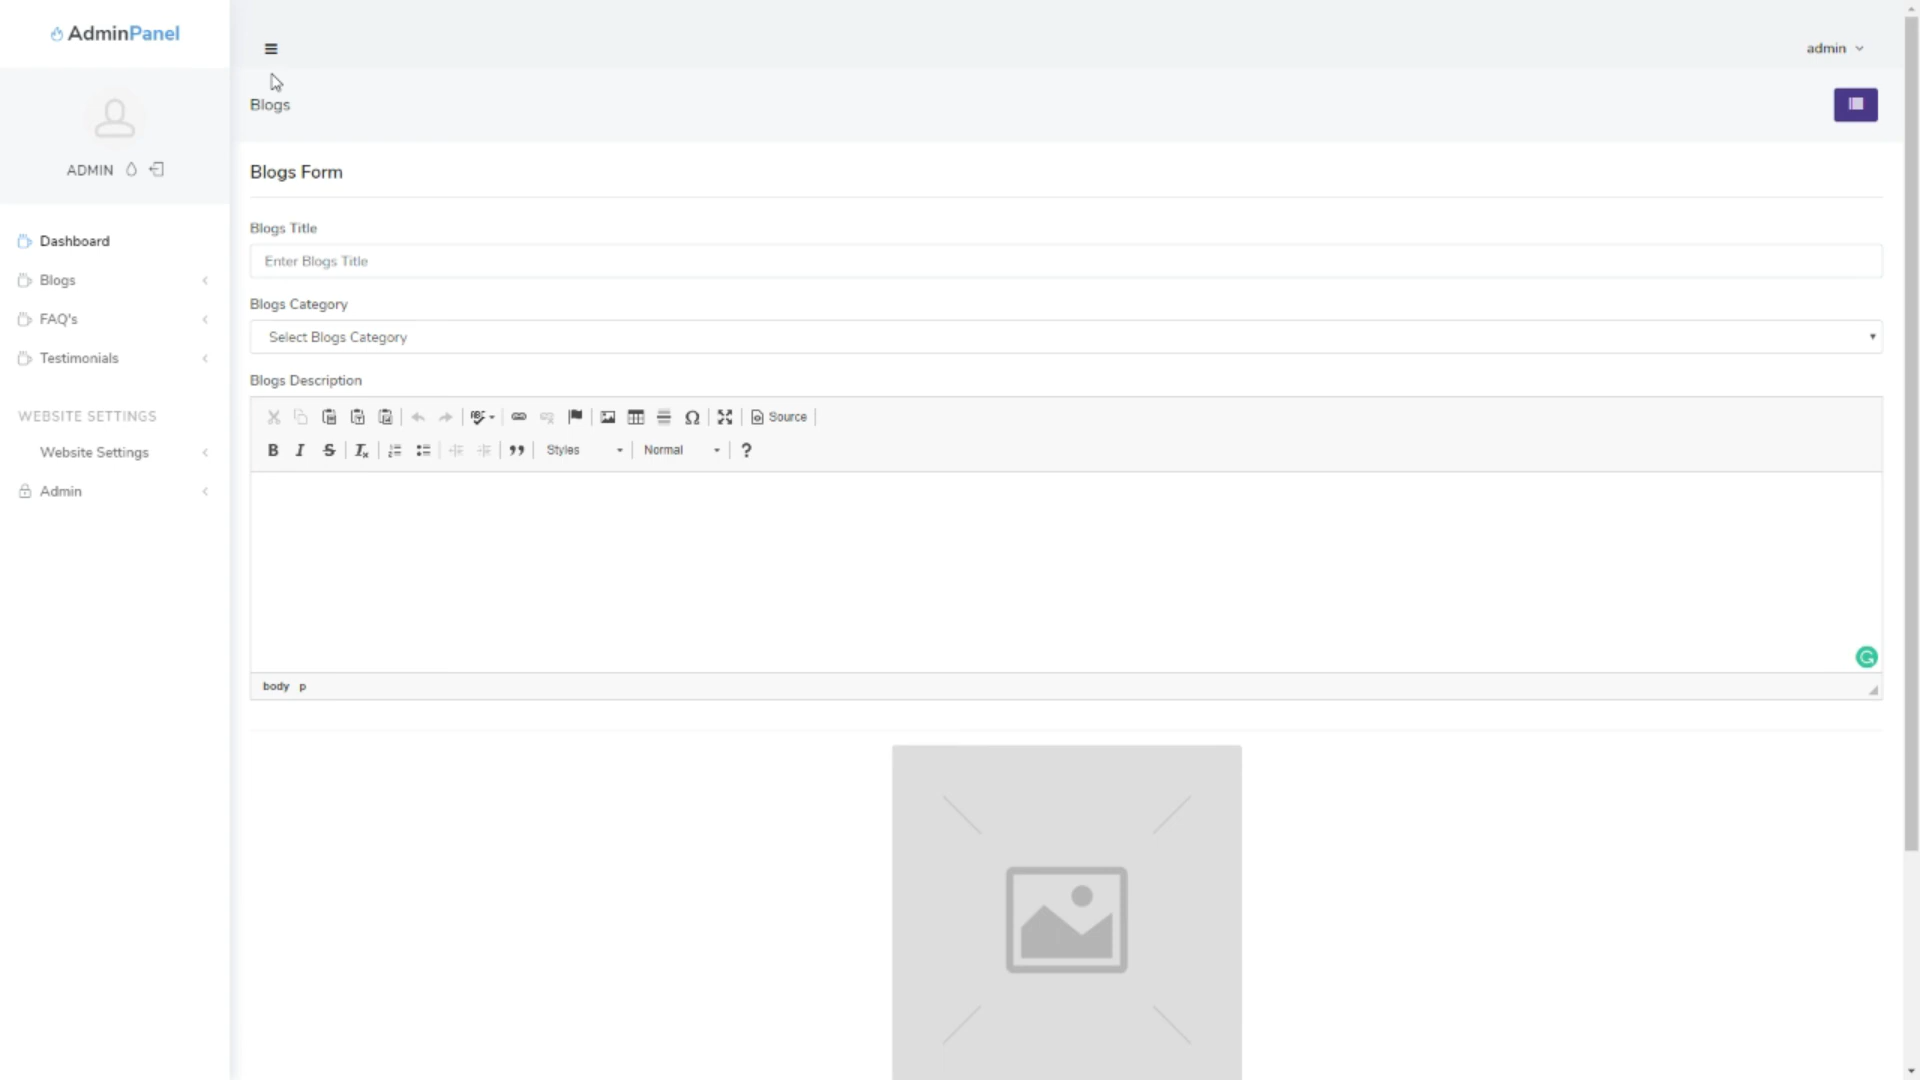 AdminPanel
admin
Blogs
ADMIN
Dashboard
Blogs
FAQ's
Testimonials
WEBSITE SETTINGS
Website Settings
Admin
Blogs Form
Blogs Title
Enter Blogs Title
Blogs Category
Select Blogs Category
Blogs Description
Source
Styles Normal ?
body p